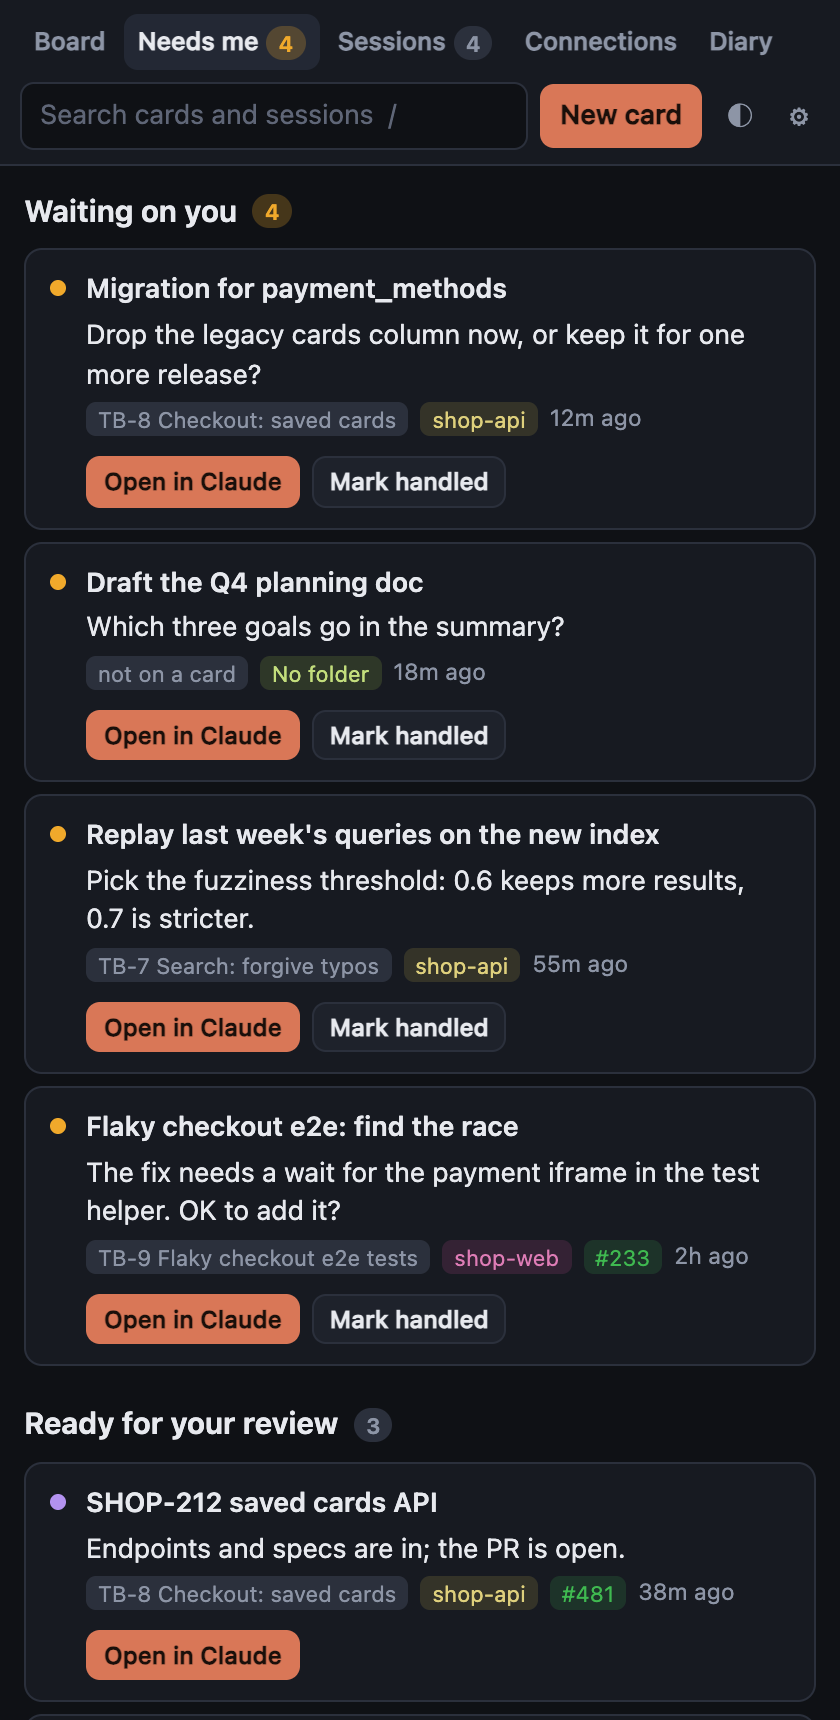 Board Needs me 4 Sessions 4 Connections Diary
Search cards and sessions / New card
Waiting on you 4
Migration for payment_methods
Drop the legacy cards column now, or keep it for one
more release?
TB-8 Checkout: saved cards shop-api 12m ago
Open in Claude Mark handled
Draft the Q4 planning doc
Which three goals go in the summary?
not on a card No folder 18m ago
Open in Claude Mark handled
Replay last week's queries on the new index
Pick the fuzziness threshold: 0.6 keeps more results,
0.7 is stricter.
TB-7 Search: forgive typos shop-api 55m ago
Open in Claude Mark handled
Flaky checkout e2e: find the race
The fix needs a wait for the payment iframe in the test
helper. OK to add it?
TB-9 Flaky checkout e2e tests shop-web #233 2h ago
Open in Claude Mark handled
Ready for your review 3
SHOP-212 saved cards API
Endpoints and specs are in; the PR is open.
TB-8 Checkout: saved cards shop-api #481 38m ago
Open in Claude